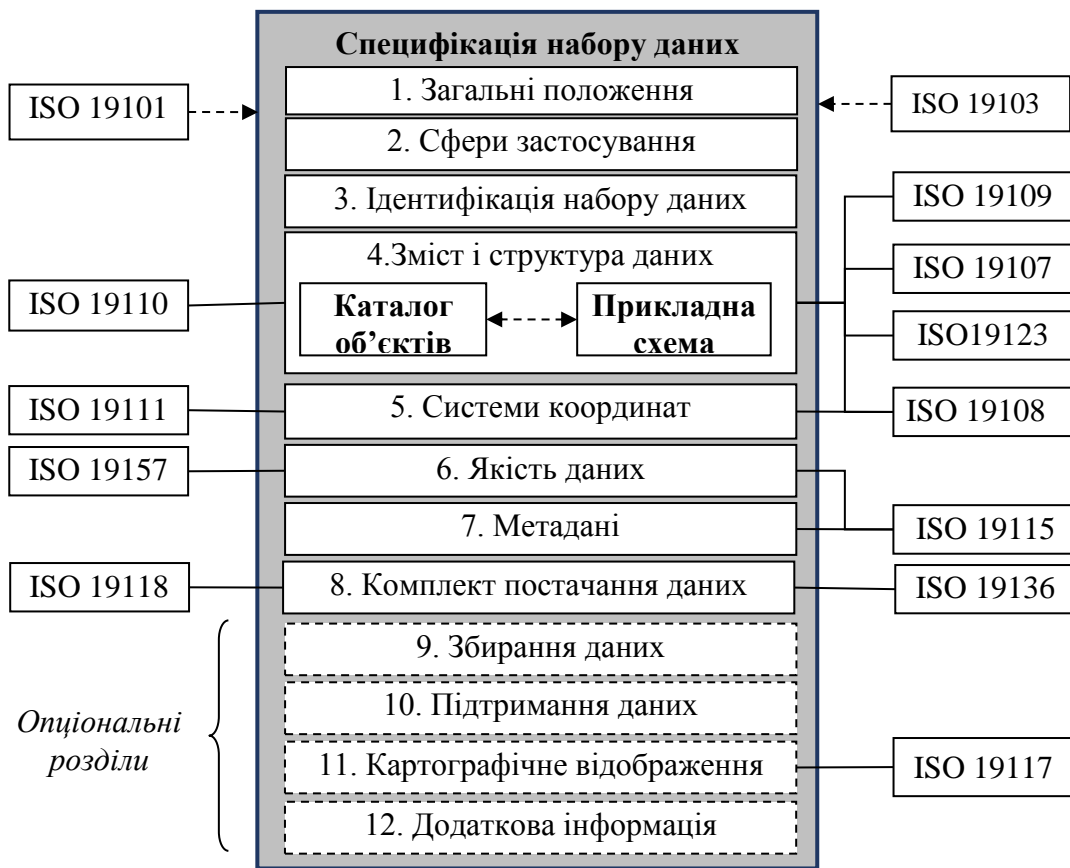 Специфікація набору даних
1. Загальні положення
ISO 19101
ISO 19103
2. Сфери застосування
3. Ідентифікація набору даних
ISO 19109
4.Зміст і структура даних
ISO 19107
ISO 19110
Каталог
об’єктів
Прикладна
схема
ISO19123
ISO 19111
5. Системи координат
ISO 19108
ISO 19157
6. Якість даних
7. Метадані
ISO 19115
ISO 19118
8. Комплект постачання даних
ISO 19136
9. Збирання даних
10. Підтримання даних
Опціональні
розділи
11. Картографічне відображення
ISO 19117
12. Додаткова інформація